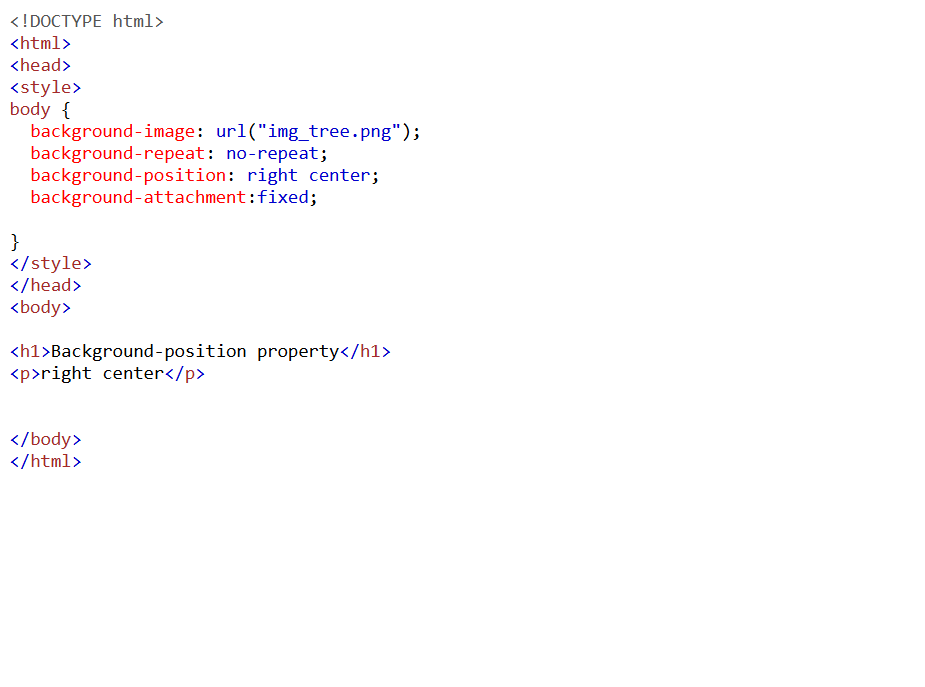 <!DOCTYPE html>
<html>
<head>
<style>
body {
  background-image: url("img_tree.png");
  background-repeat: no-repeat;
  background-position: right center;
  background-attachment:fixed;

}
</style>
</head>
<body>

<h1>Background-position property</h1>
<p>right center</p>


</body>
</html>